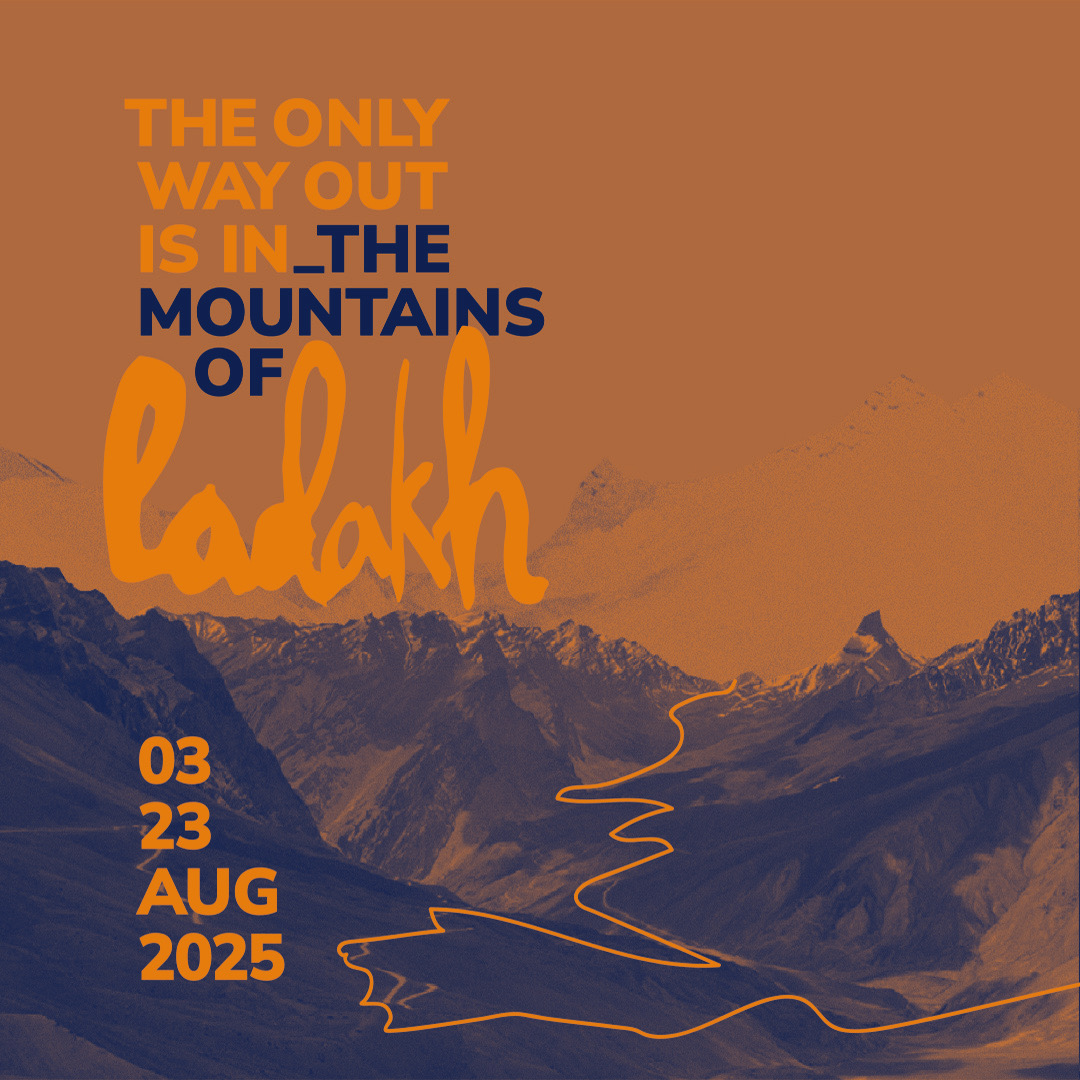 THE ONLY
WAY OUT
IS IN_THE
MOUNTAINS
OF
ladakh
03
23
AUG
2025